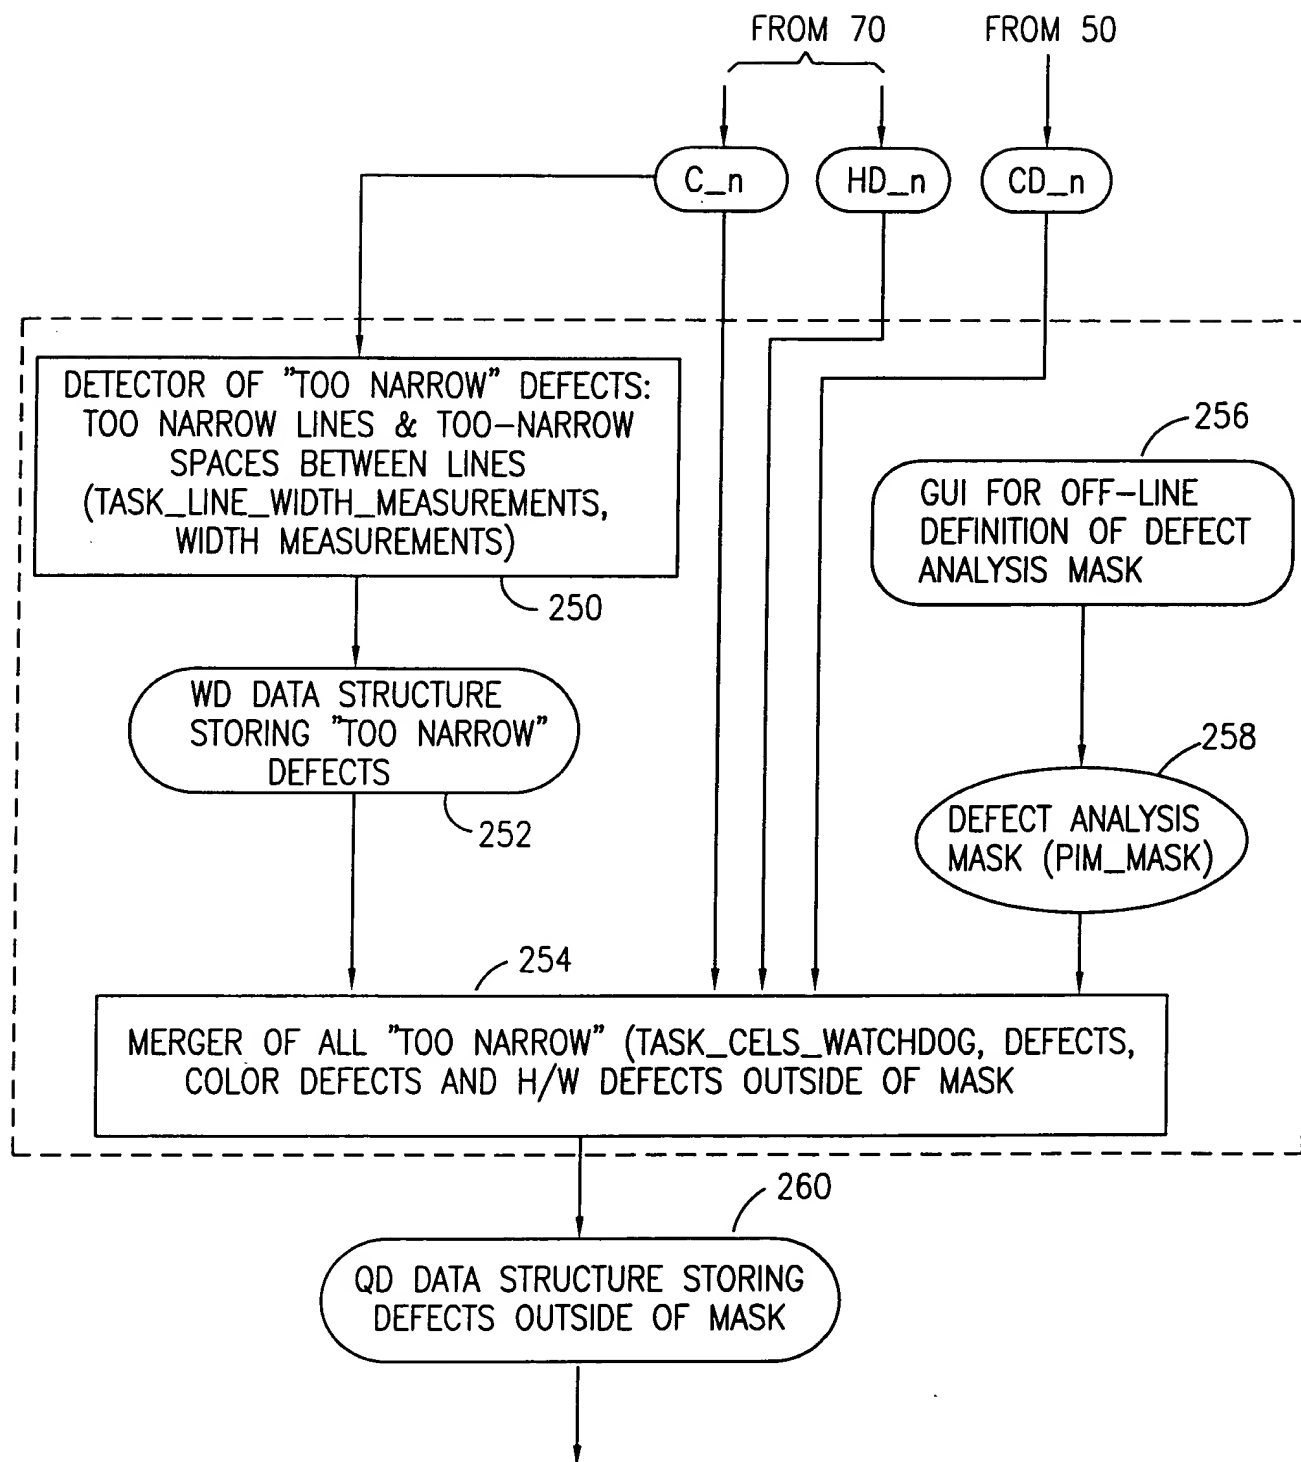 FROM 70
FROM 50
C_n
HD_n
CD_n
DETECTOR OF "TOO NARROW" DEFECTS:
TOO NARROW LINES & TOO-NARROW
SPACES BETWEEN LINES
(TASK_LINE_WIDTH_MEASUREMENTS,
WIDTH MEASUREMENTS)
250
256
GUI FOR OFF-LINE
DEFINITION OF DEFECT
ANALYSIS MASK
WD DATA STRUCTURE
STORING "TOO NARROW"
DEFECTS
252
258
DEFECT ANALYSIS
MASK (PIM_MASK)
254
MERGER OF ALL "TOO NARROW" (TASK_CELS_WATCHDOG, DEFECTS,
COLOR DEFECTS AND H/W DEFECTS OUTSIDE OF MASK
260
QD DATA STRUCTURE STORING
DEFECTS OUTSIDE OF MASK